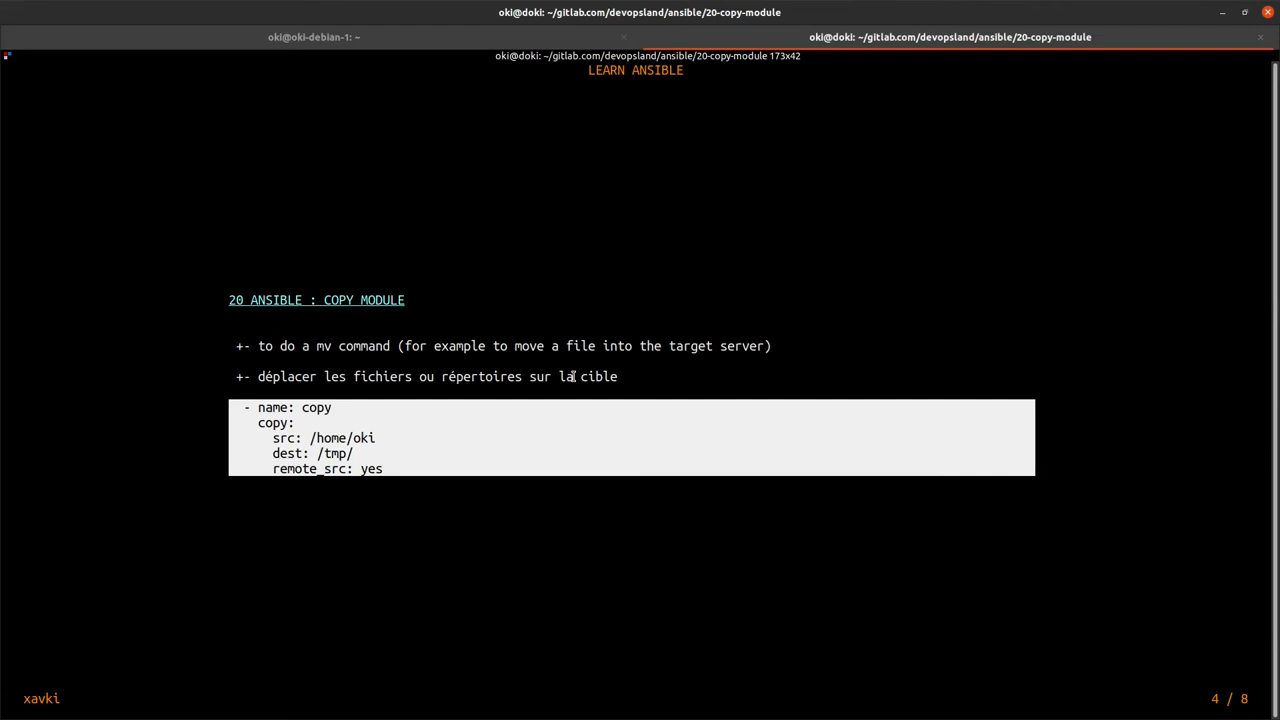 oki@doki: ~/gitlab.com/devopsland/ansible/20-copy-module
oki@oki-debian-1: ~
oki@doki: ~/gitlab.com/devopsland/ansible/20-copy-module
oki@doki: ~/gitlab.com/devopsland/ansible/20-copy-module 173x42
LEARN ANSIBLE
20 ANSIBLE : COPY MODULE
+- to do a mv command (for example to move a file into the target server)
+- déplacer les fichiers ou répertoires sur la cible
- name: copy
copy:
src: /home/oki
dest: /tmp/
remote_src: yes
xavki
4 / 8